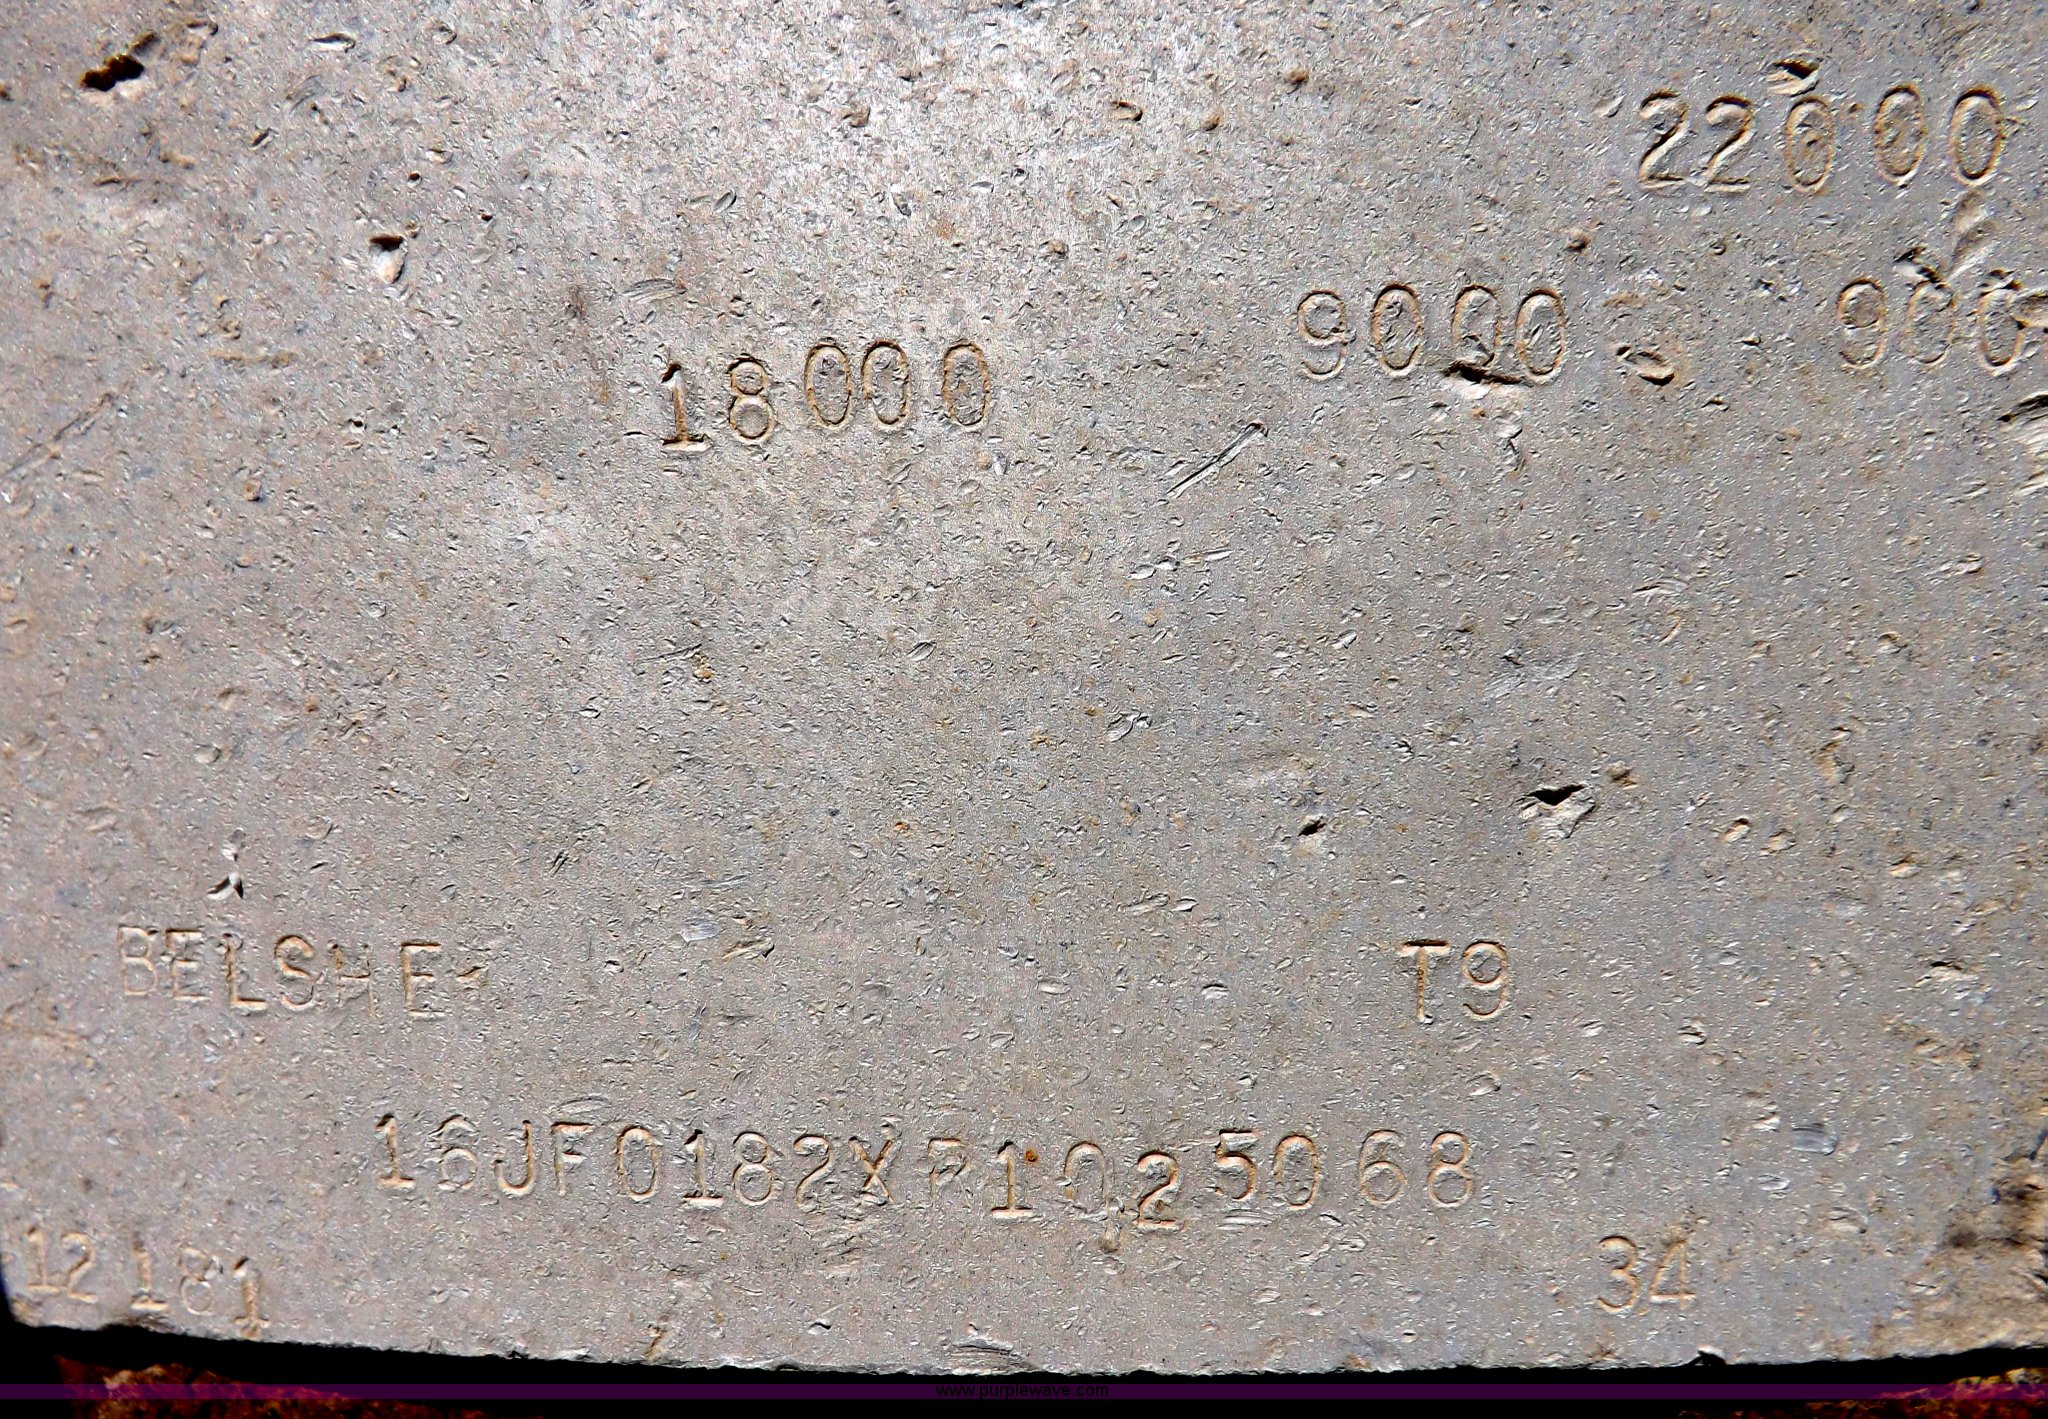 22000
18000 9000 900
BELSHE T9
16JF0182XP1025068
12181 34
www.purplewave.com